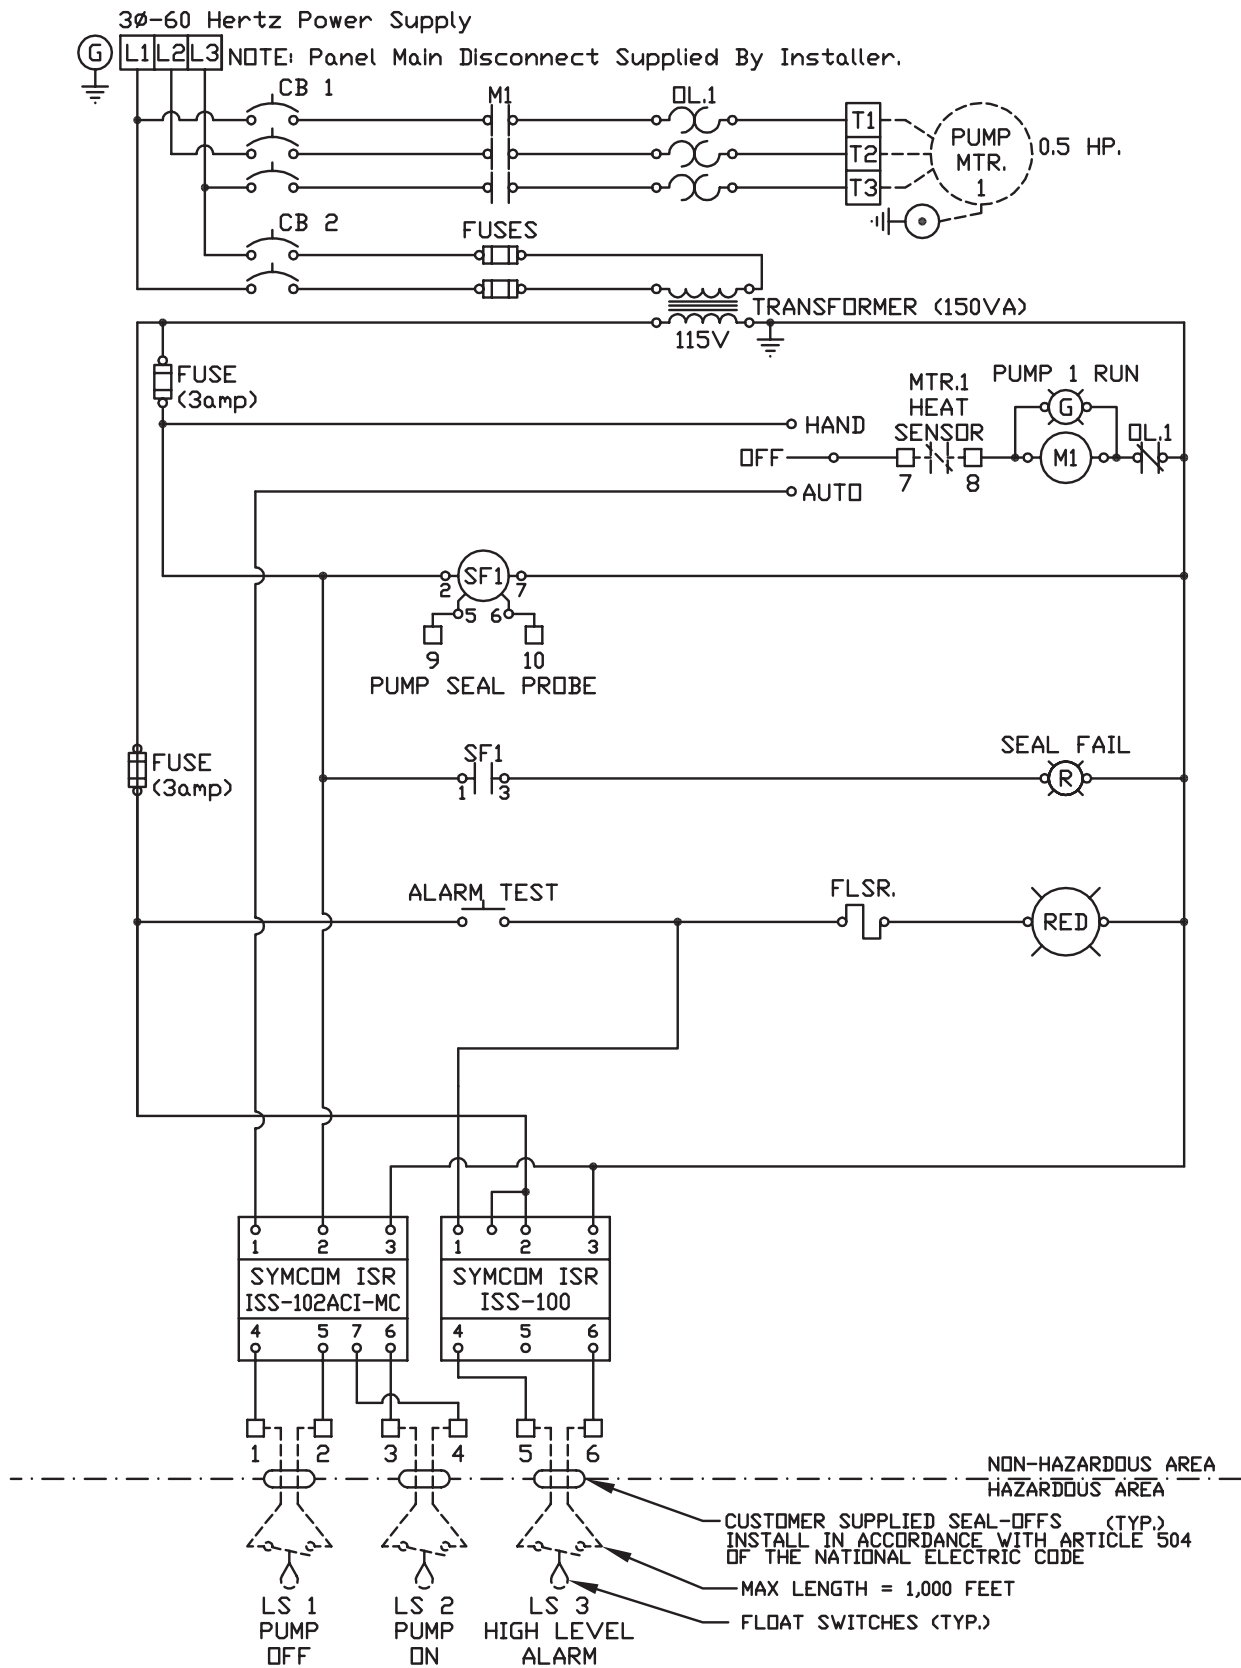 3Ø-60 Hertz Power Supply
G L1 L2 L3 NOTE: Panel Main Disconnect Supplied By Installer.
CB 1
M1
OL.1
T1
T2
T3
PUMP
MTR.
1
0.5 HP.
CB 2
FUSES
TRANSFORMER (150VA)
115V
FUSE
(3amp)
HAND
OFF
AUTO
MTR.1
HEAT
SENSOR
7 8
PUMP 1 RUN
G
M1
OL.1
SF1
2 7
5 6
9 10
PUMP SEAL PROBE
FUSE
(3amp)
SF1
1 3
SEAL FAIL
R
ALARM TEST
FLSR.
RED
1 2 3
SYMCOM ISR
ISS-102ACI-MC
4 5 7 6
1 2 3
SYMCOM ISR
ISS-100
4 5 6
1 2 3 4 5 6
NON-HAZARDOUS AREA
HAZARDOUS AREA
CUSTOMER SUPPLIED SEAL-OFFS (TYP.)
INSTALL IN ACCORDANCE WITH ARTICLE 504
OF THE NATIONAL ELECTRIC CODE
MAX LENGTH = 1,000 FEET
FLOAT SWITCHES (TYP.)
LS 1
PUMP
OFF
LS 2
PUMP
ON
LS 3
HIGH LEVEL
ALARM